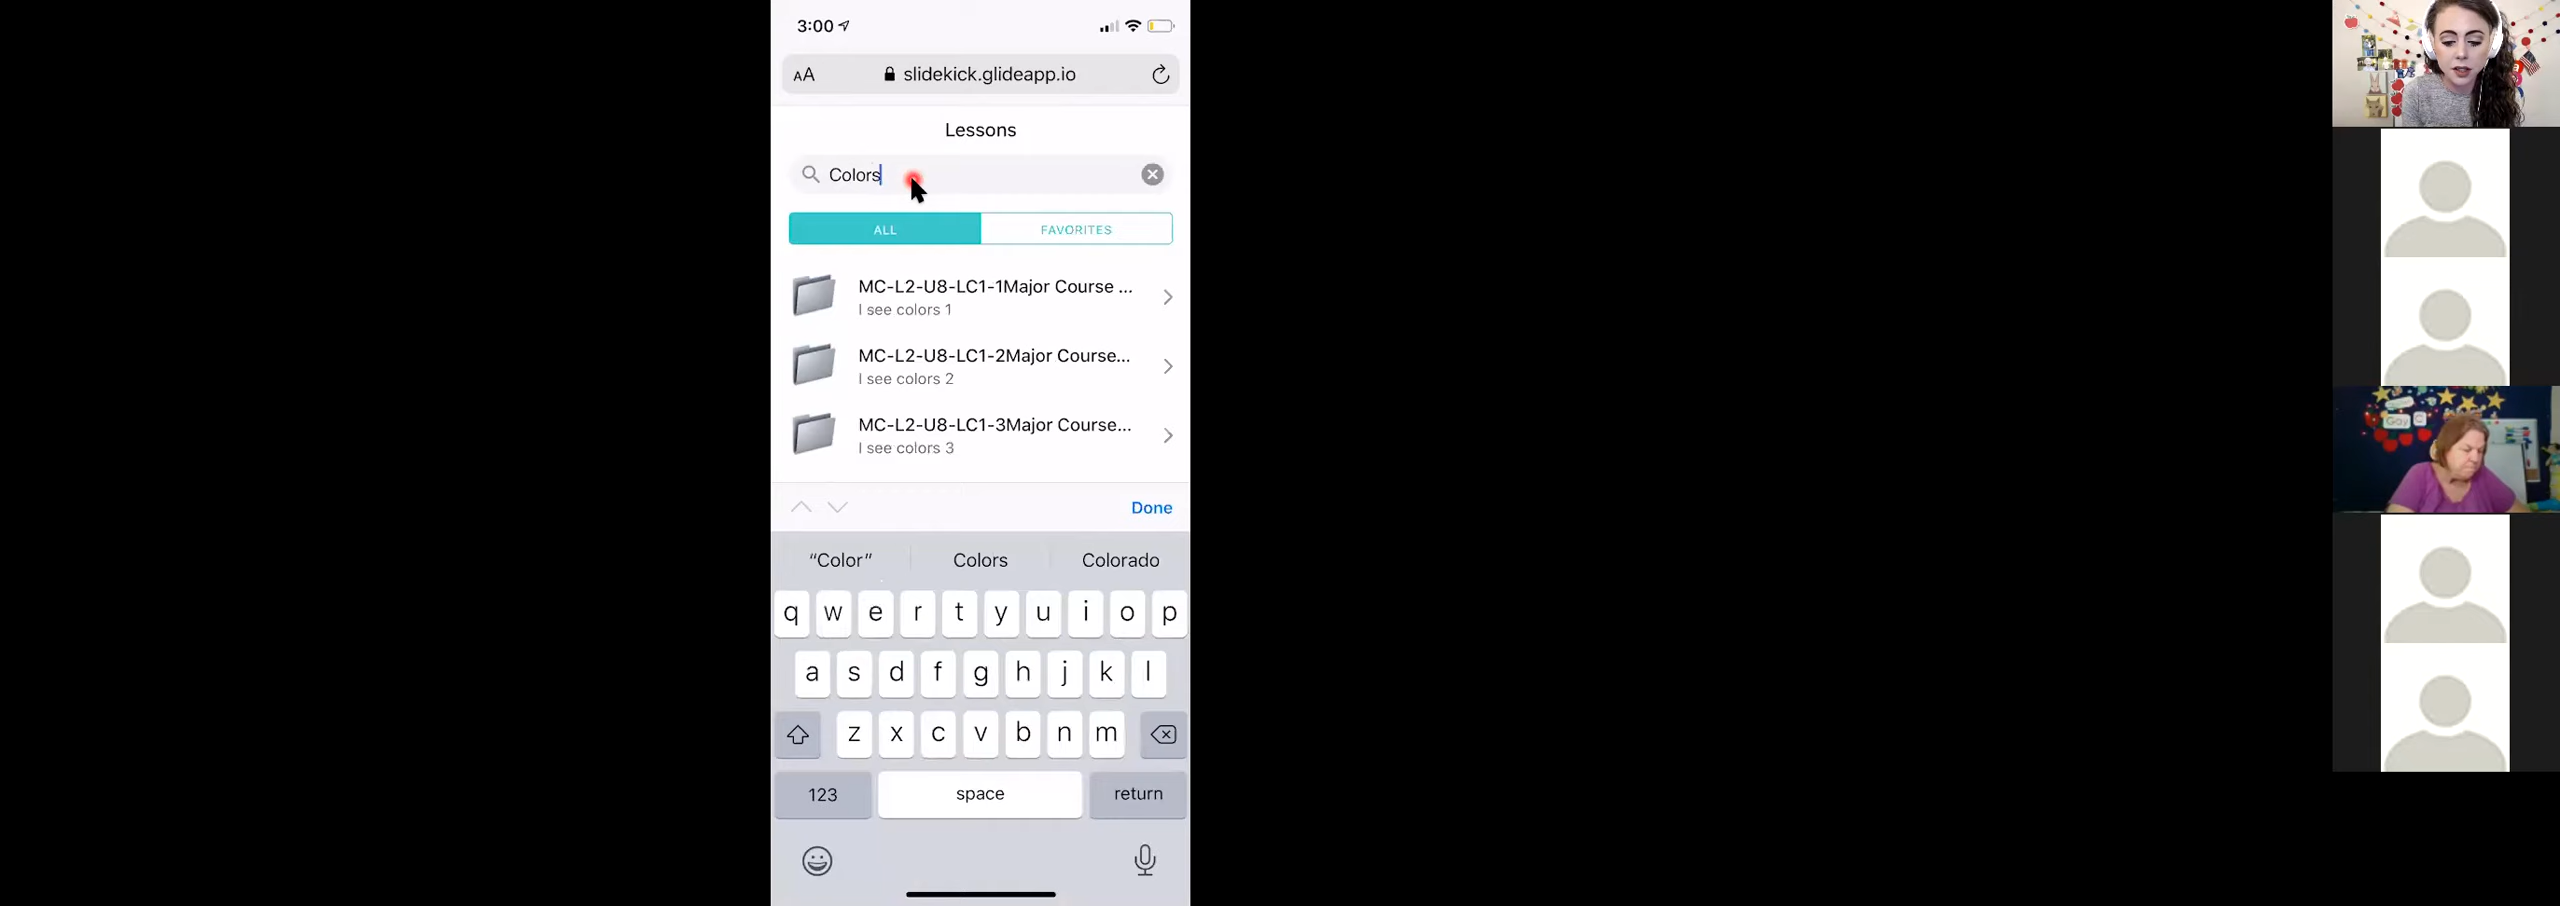 3:00
AA slidekick.glideapp.io
Lessons
Colors
ALL FAVORITES
MC-L2-U8-LC1-1Major Course ...
I see colors 1
MC-L2-U8-LC1-2Major Course...
I see colors 2
MC-L2-U8-LC1-3Major Course...
I see colors 3
Done
“Color” Colors Colorado
q w e r t y u i o p
a s d f g h j k l
z x c v b n m
123 space return